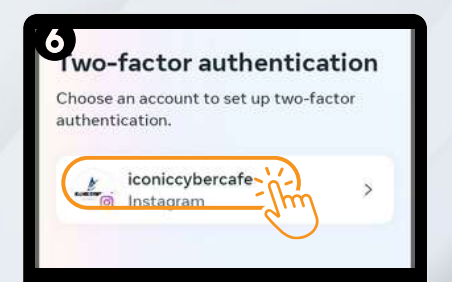 6
Two-factor authentication
Choose an account to set up two-factor
authentication.
iconiccybercafe
Instagram